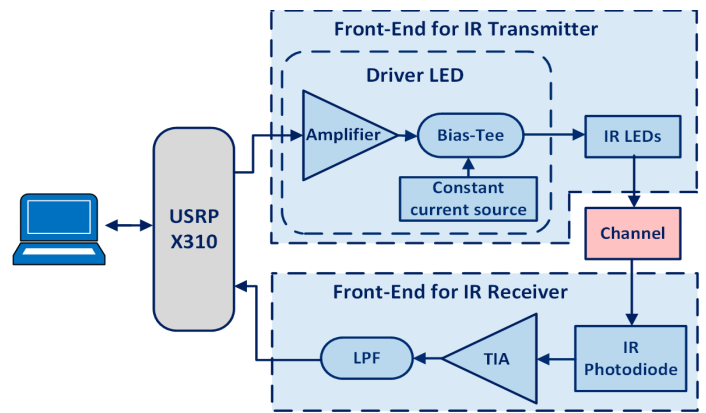 Front-End for IR Transmitter
Driver LED
Amplifier
Bias-Tee
IR LEDs
Constant
current source
USRP
X310
Channel
Front-End for IR Receiver
LPF
TIA
IR
Photodiode